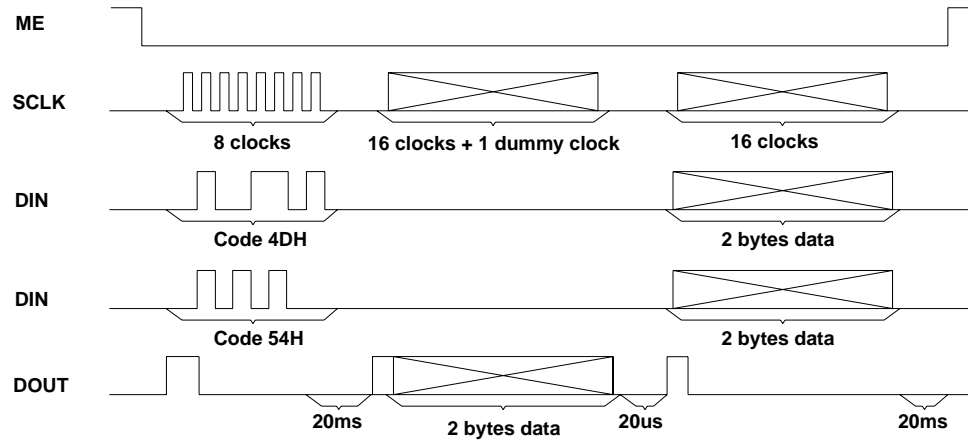 ME
SCLK
8 clocks
16 clocks + 1 dummy clock
16 clocks
DIN
Code 4DH
2 bytes data
DIN
Code 54H
2 bytes data
DOUT
20ms
2 bytes data
20us
20ms